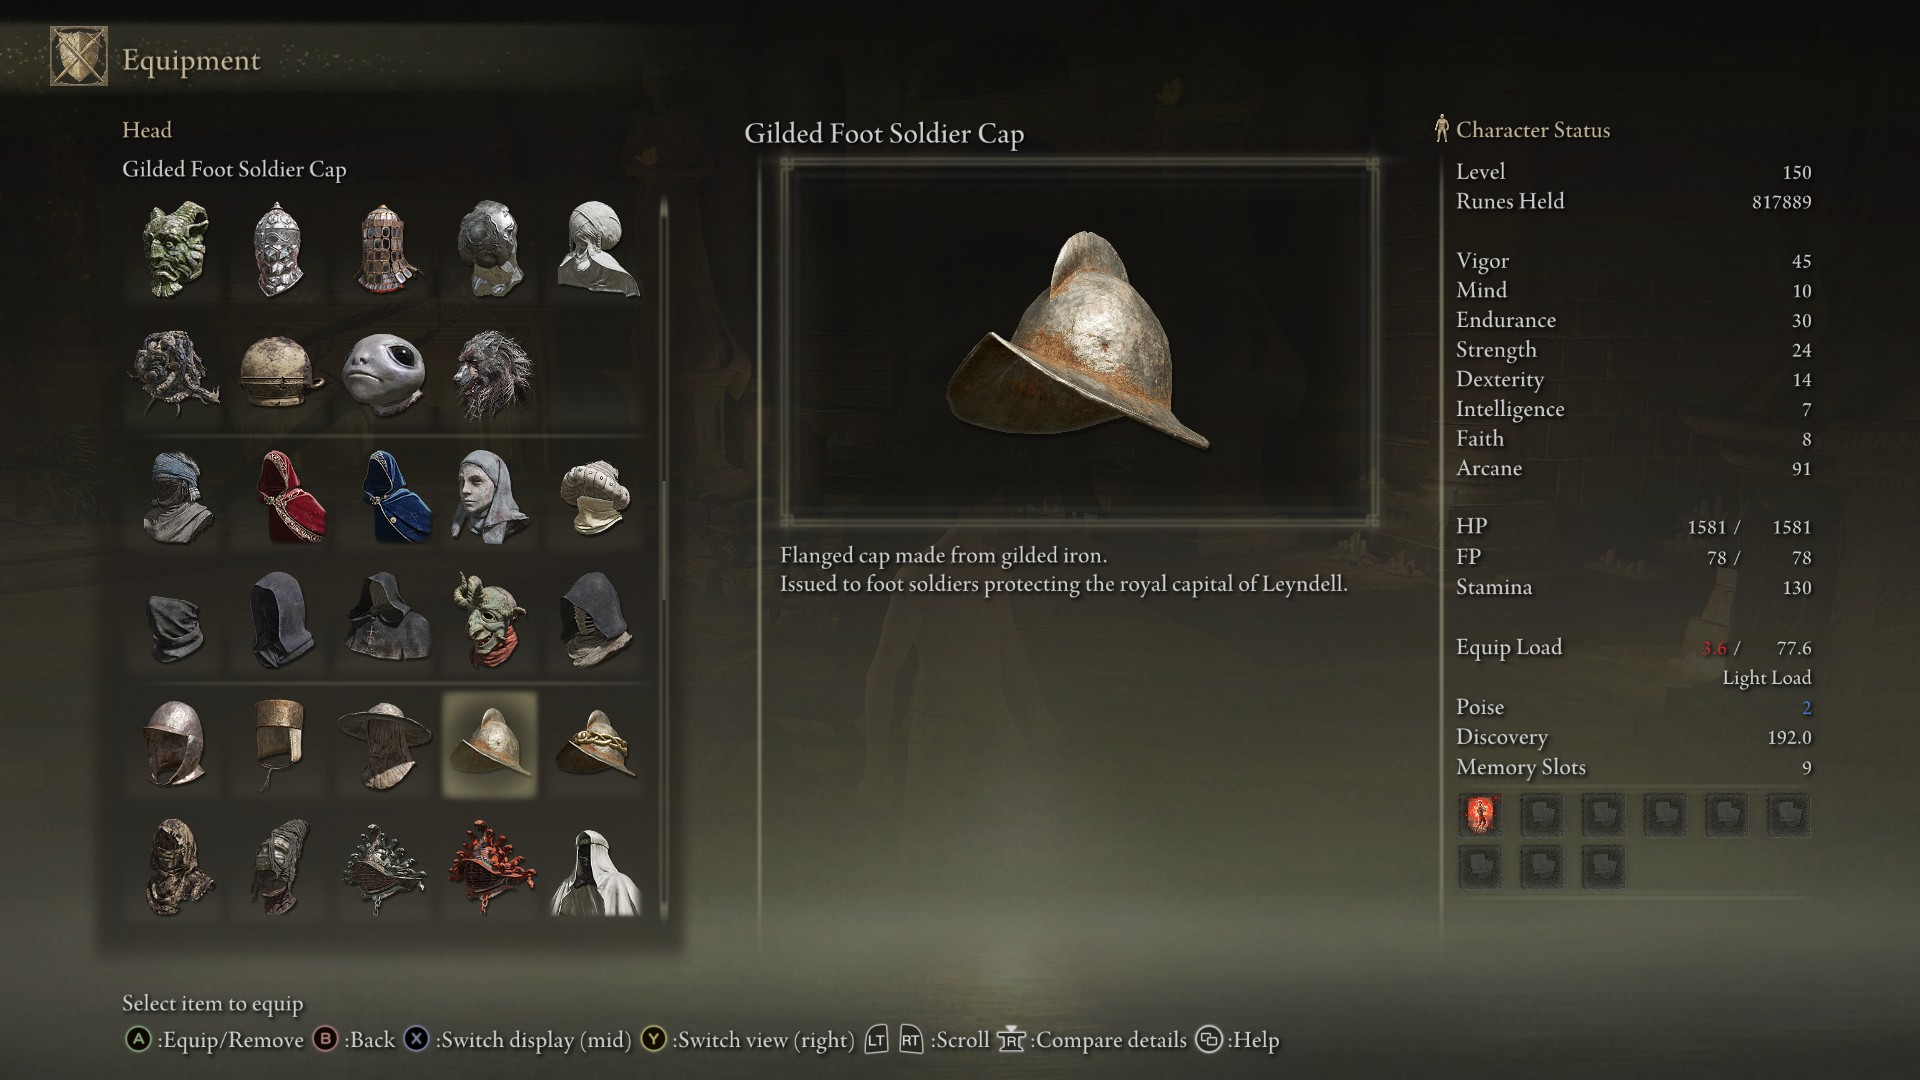 Equipment
Head
Gilded Foot Soldier Cap
Gilded Foot Soldier Cap
Flanged cap made from gilded iron.
Issued to foot soldiers protecting the royal capital of Leyndell.
Character Status
Level 150
Runes Held 817889
Vigor 45
Mind 10
Endurance 30
Strength 24
Dexterity 14
Intelligence 7
Faith 8
Arcane 91
HP 1581 / 1581
FP 78 / 78
Stamina 130
Equip Load 3.6 / 77.6
Light Load
Poise 2
Discovery 192.0
Memory Slots 9
Select item to equip
A :Equip/Remove B :Back X :Switch display (mid) Y :Switch view (right) LT RT :Scroll R :Compare details :Help